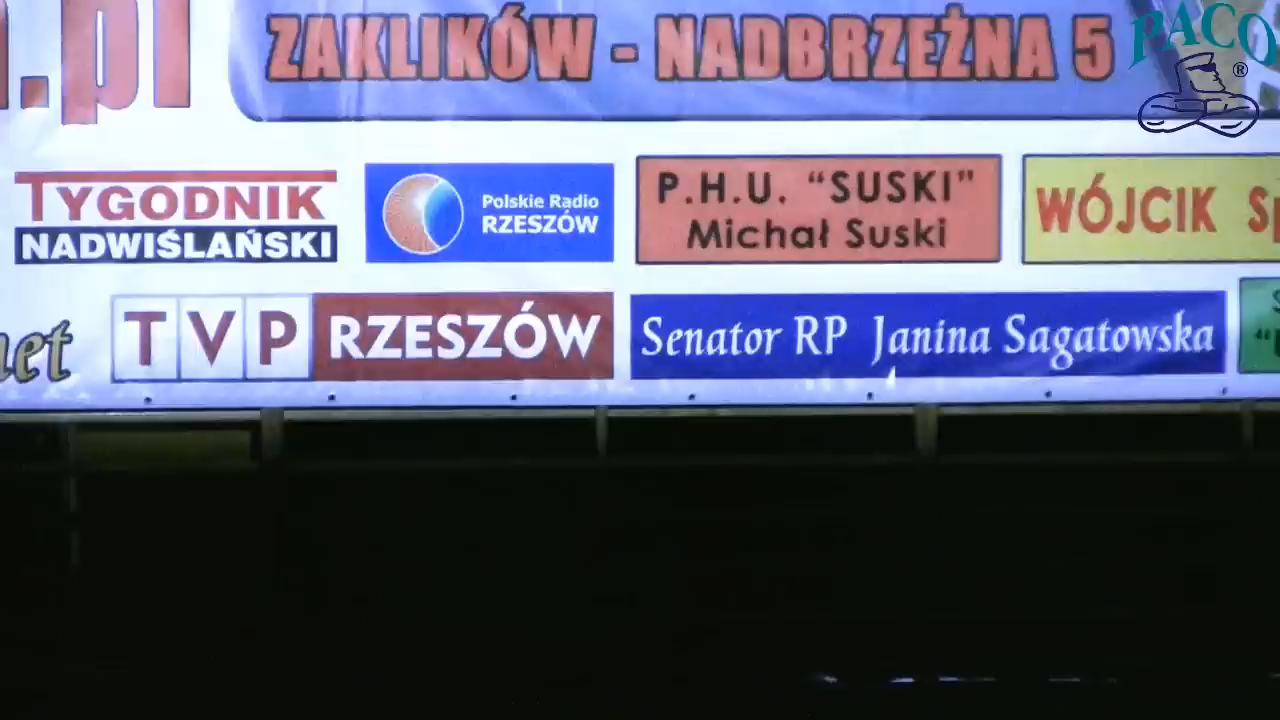 .pl
ZAKLIKÓW - NADBRZEŻNA 5
PACO
®
TYGODNIK
NADWIŚLAŃSKI
Polskie Radio
RZESZÓW
P.H.U. “SUSKI”
Michał Suski
WÓJCIK
TVP RZESZÓW
Senator RP Janina Sagatowska